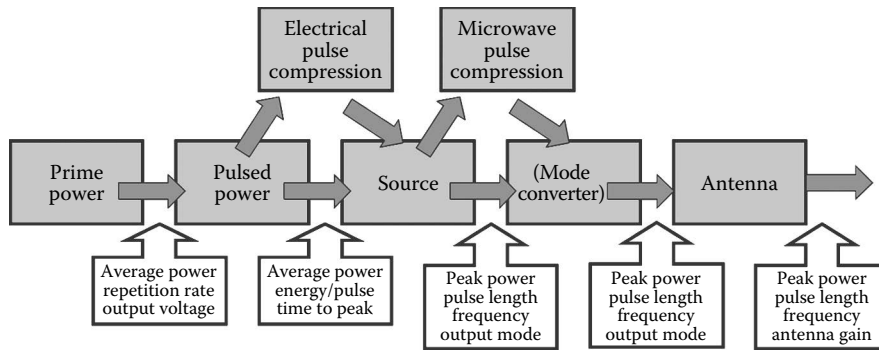 Electrical
pulse
compression
Microwave
pulse
compression
Prime
power
Pulsed
power
Source
(Mode
converter)
Antenna
Average power
repetition rate
output voltage
Average power
energy/pulse
time to peak
Peak power
pulse length
frequency
output mode
Peak power
pulse length
frequency
output mode
Peak power
pulse length
frequency
antenna gain